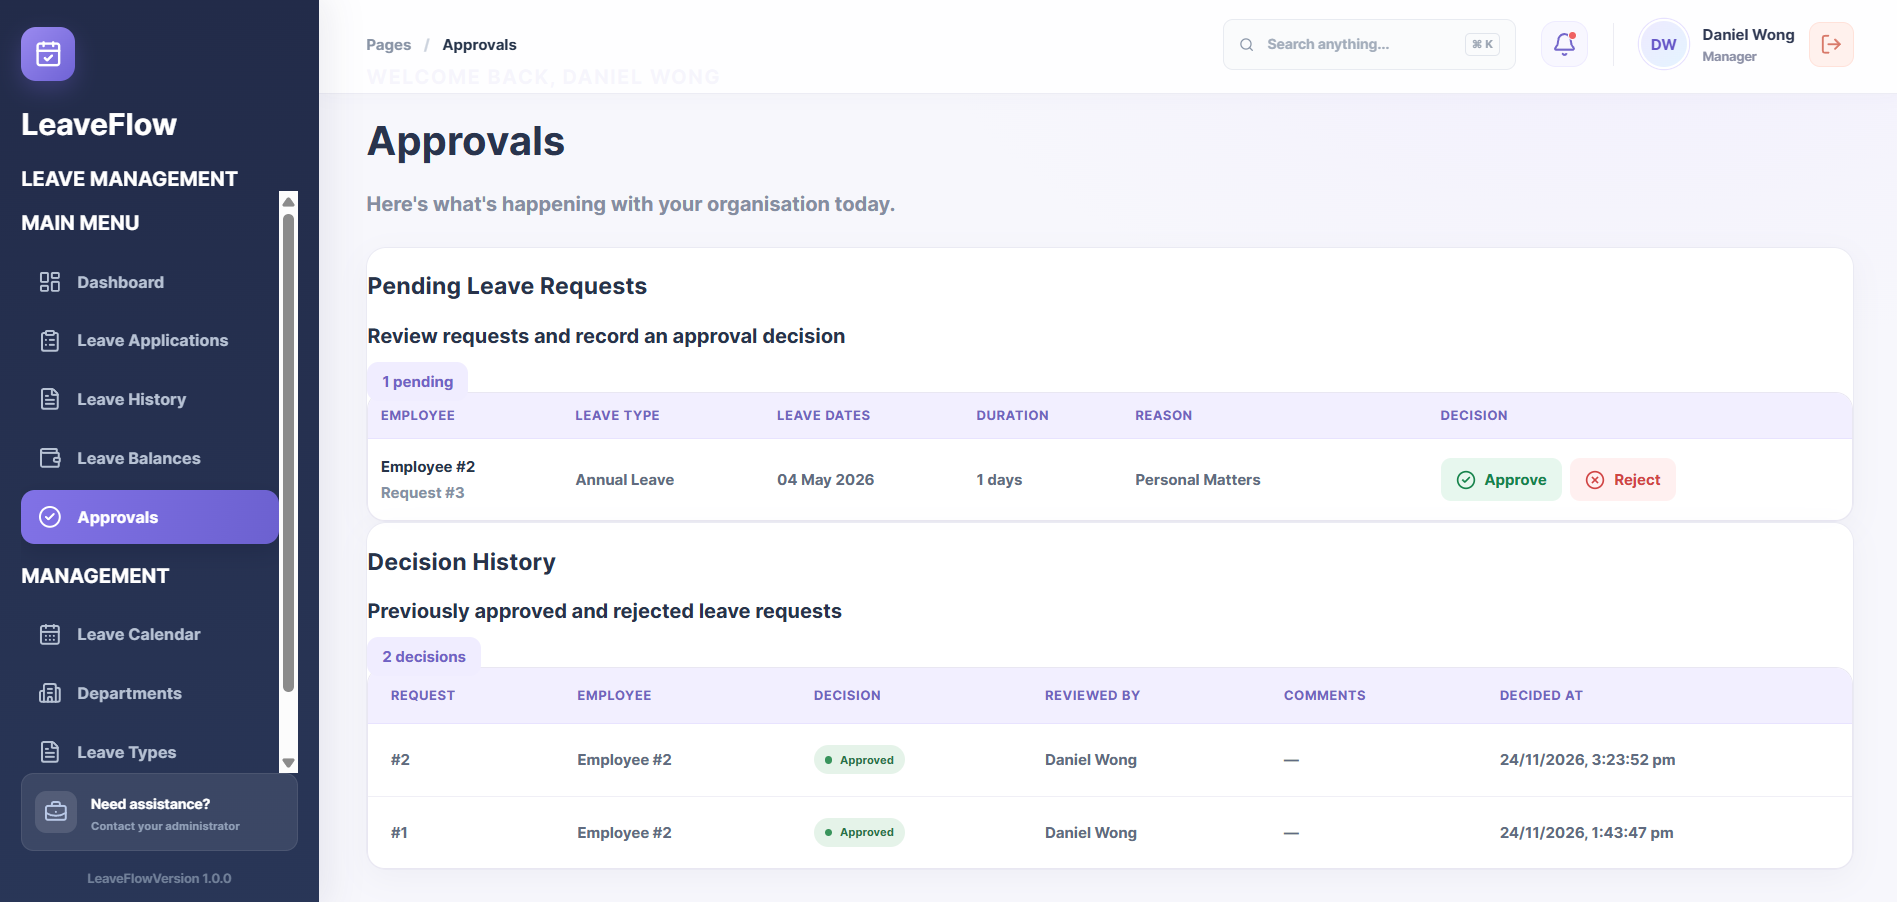 LeaveFlow
LEAVE MANAGEMENT
MAIN MENU
Dashboard
Leave Applications
Leave History
Leave Balances
Approvals
MANAGEMENT
Leave Calendar
Departments
Leave Types
Need assistance?
Contact your administrator
LeaveFlowVersion 1.0.0
Pages / Approvals
Search anything... ⌘ K
DW
Daniel Wong
Manager
WELCOME BACK, DANIEL WONG
Approvals
Here's what's happening with your organisation today.
Pending Leave Requests
Review requests and record an approval decision
1 pending
EMPLOYEE LEAVE TYPE LEAVE DATES DURATION REASON DECISION
Employee #2
Request #3
Annual Leave 04 May 2026 1 days Personal Matters Approve Reject
Decision History
Previously approved and rejected leave requests
2 decisions
REQUEST EMPLOYEE DECISION REVIEWED BY COMMENTS DECIDED AT
#2 Employee #2 Approved Daniel Wong — 24/11/2026, 3:23:52 pm
#1 Employee #2 Approved Daniel Wong — 24/11/2026, 1:43:47 pm